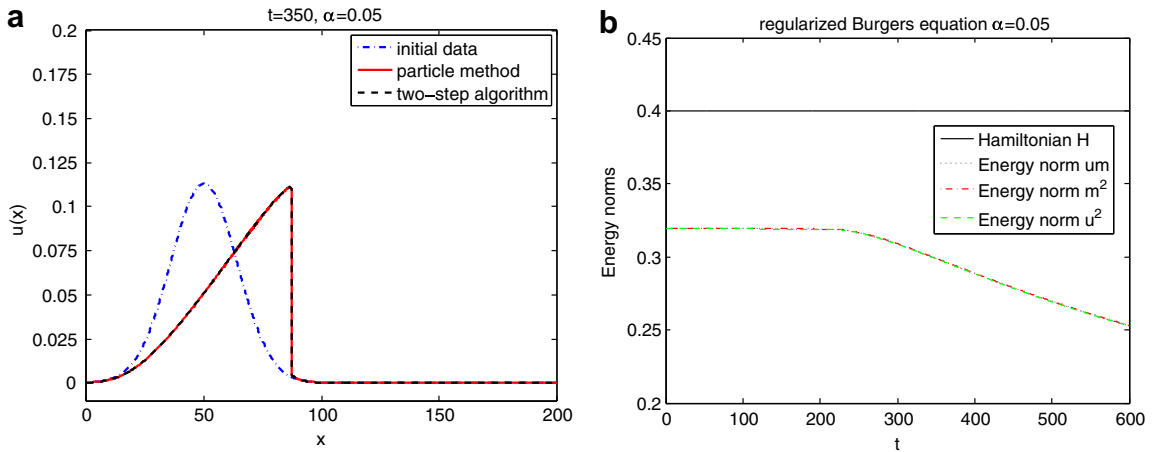 a
t=350, α=0.05
0.2
0.175
0.15
0.125
0.1
0.075
0.05
0.025
0
u(x)
initial data
particle method
two-step algorithm
0
50
100
150
200
x
b
regularized Burgers equation α=0.05
0.45
0.4
0.35
0.3
0.25
0.2
Energy norms
Hamiltonian H
Energy norm um
Energy norm m²
Energy norm u²
0
100
200
300
400
500
600
t